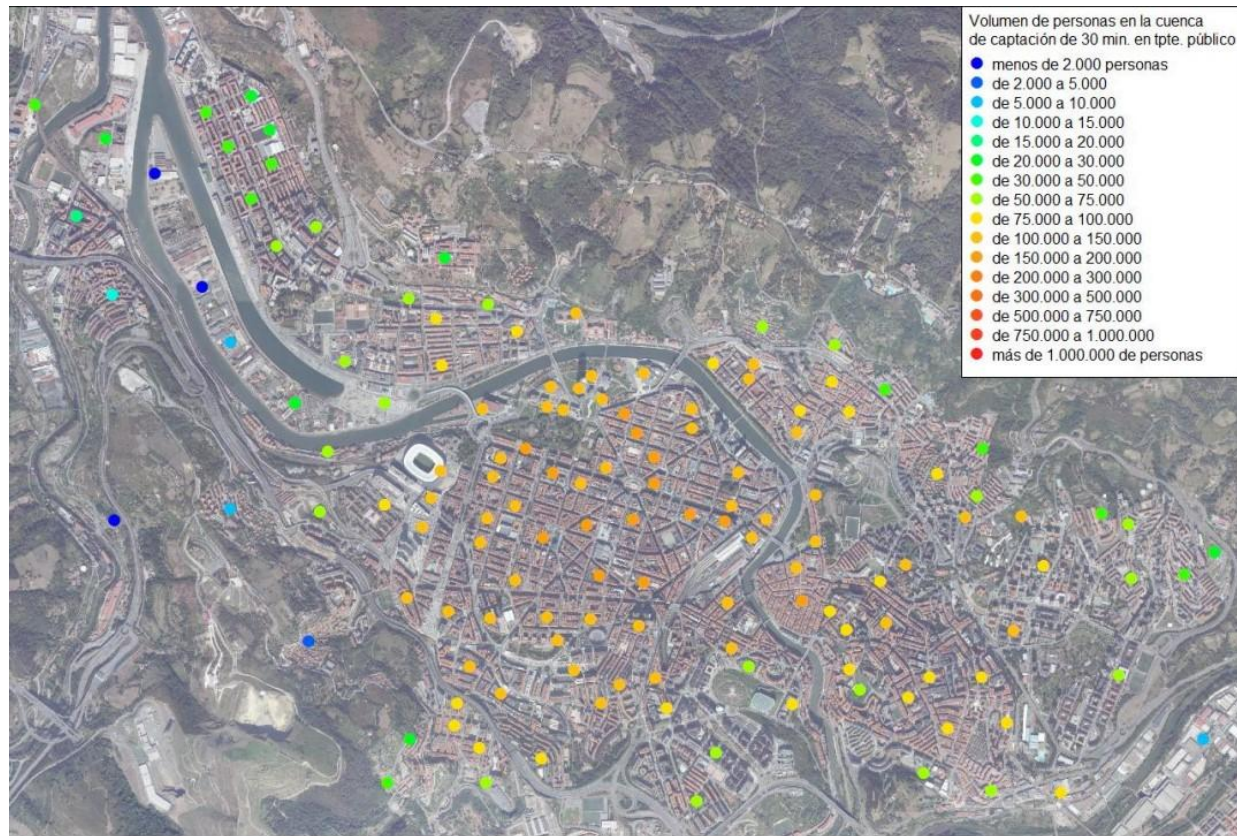 Volumen de personas en la cuenca
de captación de 30 min. en tpte. público
menos de 2.000 personas
de 2.000 a 5.000
de 5.000 a 10.000
de 10.000 a 15.000
de 15.000 a 20.000
de 20.000 a 30.000
de 30.000 a 50.000
de 50.000 a 75.000
de 75.000 a 100.000
de 100.000 a 150.000
de 150.000 a 200.000
de 200.000 a 300.000
de 300.000 a 500.000
de 500.000 a 750.000
de 750.000 a 1.000.000
más de 1.000.000 de personas